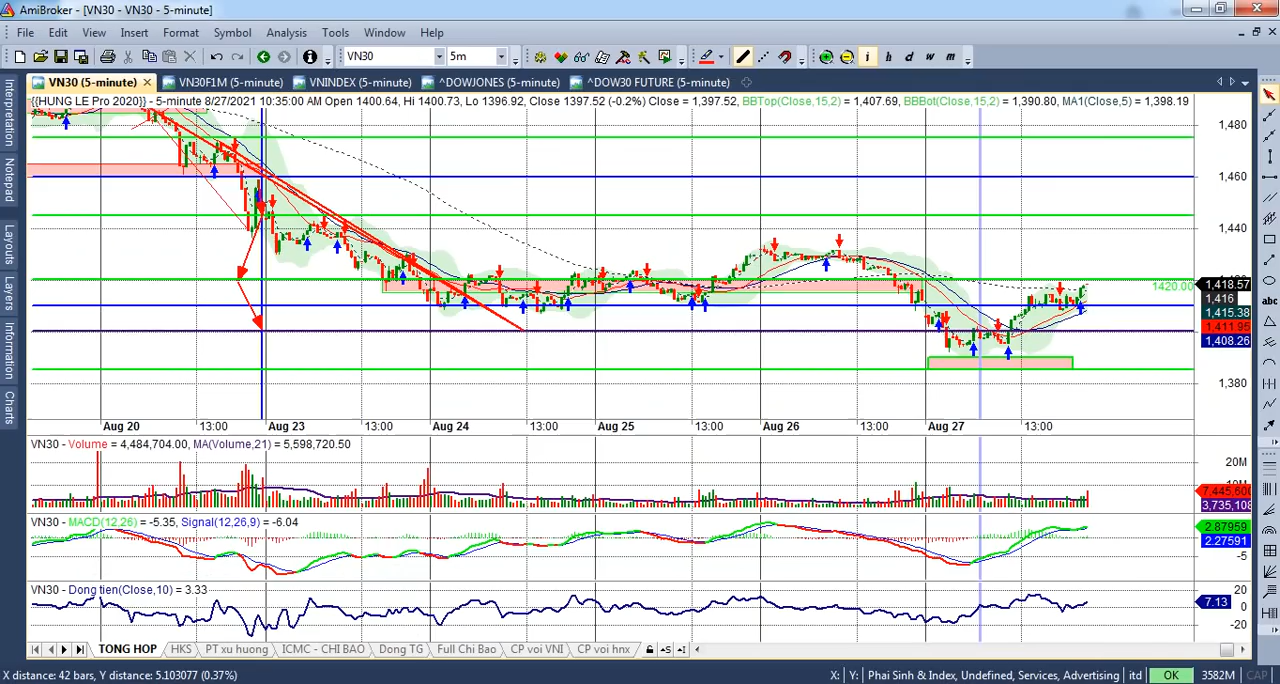 AmiBroker - [VN30 - VN30 - 5-minute]
File Edit View Insert Format Symbol Analysis Tools Window Help
VN30 5m i h d w m
VN30 (5-minute) VN30F1M (5-minute) VNINDEX (5-minute) ^DOWJONES (5-minute) ^DOW30 FUTURE (5-minute)
{{HUNG LE Pro 2020}} - 5-minute 8/27/2021 10:35:00 AM Open 1400.64, Hi 1400.73, Lo 1396.92, Close 1397.52 (-0.2%) Close = 1,397.52, BBTop(Close,15,2) = 1,407.69, BBBot(Close,15,2) = 1,390.80, MA1(Close,5) = 1,398.19
Interpretation
Notepad
Layouts
Layers
Information
Charts
1,480
1,460
1,440
1420.00
1,418.57
1,416
1,415.38
1,411.95
1,408.26
1,380
Aug 20 13:00 Aug 23 13:00 Aug 24 13:00 Aug 25 13:00 Aug 26 13:00 Aug 27 13:00
VN30 - Volume = 4,484,704.00, MA(Volume,21) = 5,598,720.50
20M
7,445,600
3,735,108
VN30 - MACD(12,26) = -5.35, Signal(12,26,9) = -6.04
2.87959
2.27591
-5
VN30 - Dong tien(Close,10) = 3.33
20
7.13
0
-20
abc
TONG HOP HKS PT xu huong ICMC - CHI BAO Dong TG Full Chi Bao CP voi VNI CP voi hnx
X distance: 42 bars, Y distance: 5.103077 (0.37%) X: Y: Phai Sinh & Index, Undefined, Services, Advertising itd OK 3582M CAP